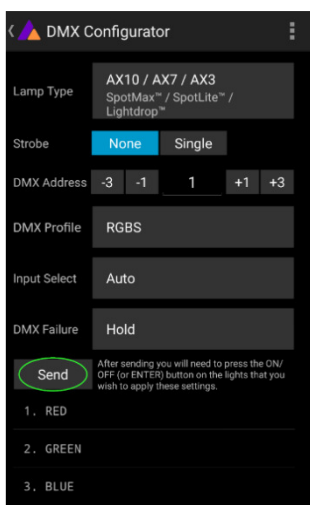 DMX Configurator
Lamp Type
AX10 / AX7 / AX3
SpotMax™ / SpotLite™ /
Lightdrop™
Strobe
None Single
DMX Address -3 -1 1 +1 +3
DMX Profile RGBS
Input Select Auto
DMX Failure Hold
Send
After sending you will need to press the ON/
OFF (or ENTER) button on the lights that you
wish to apply these settings.
1. RED
2. GREEN
3. BLUE